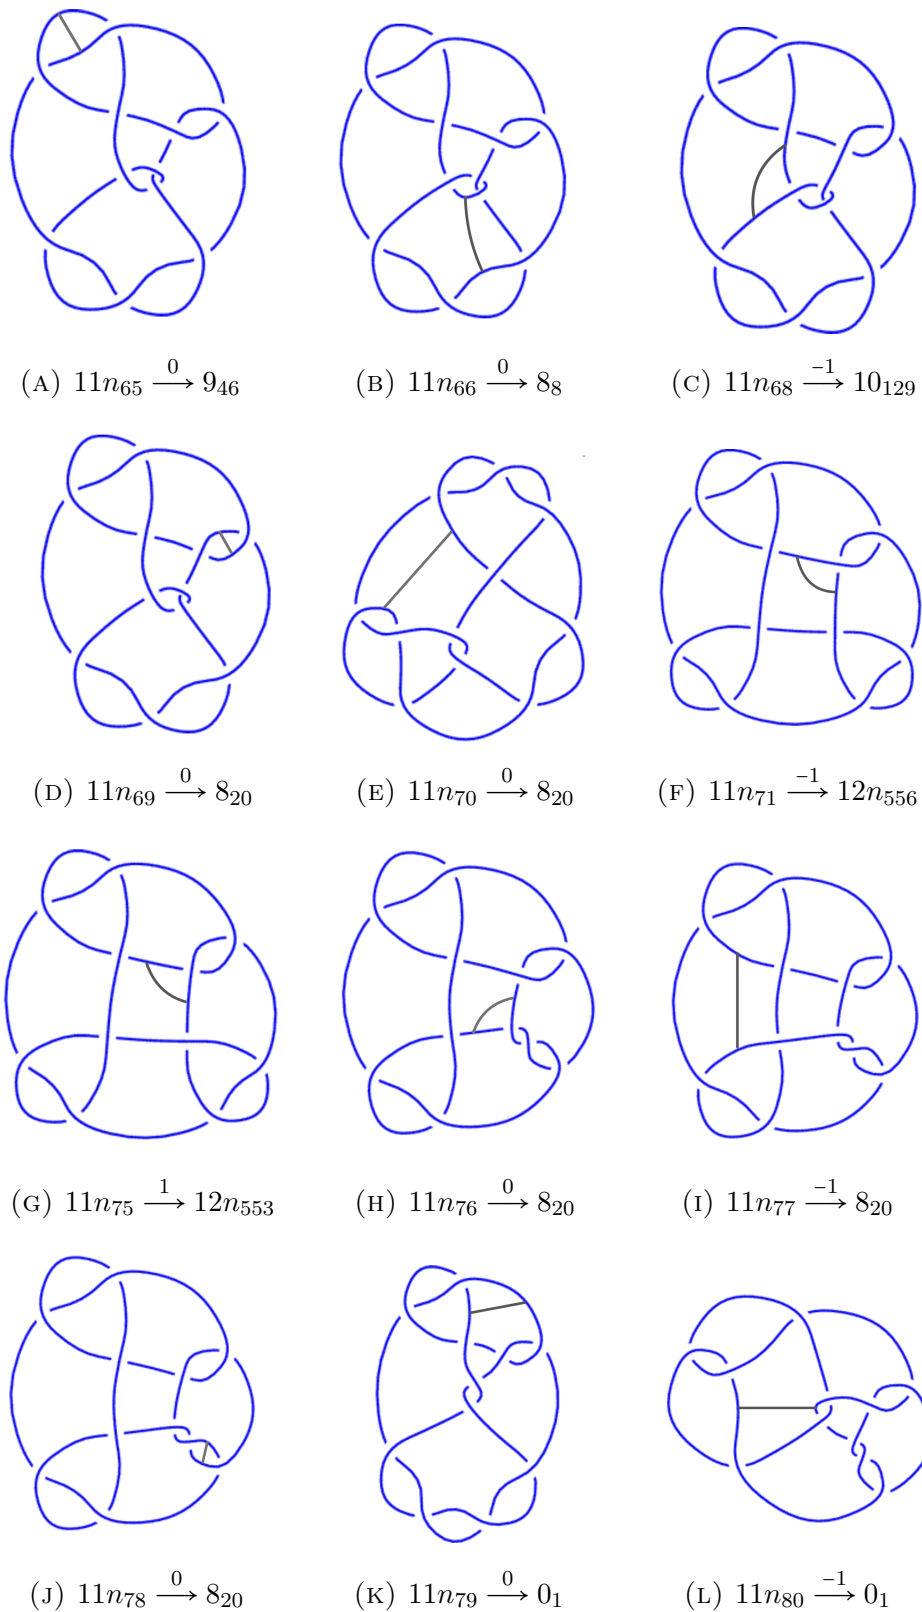 (A) 11n₆₅ —0→ 9₄₆
(B) 11n₆₆ —0→ 8₈
(C) 11n₆₈ —−1→ 10₁₂₉
(D) 11n₆₉ —0→ 8₂₀
(E) 11n₇₀ —0→ 8₂₀
(F) 11n₇₁ —−1→ 12n₅₅₆
(G) 11n₇₅ —1→ 12n₅₅₃
(H) 11n₇₆ —0→ 8₂₀
(I) 11n₇₇ —−1→ 8₂₀
(J) 11n₇₈ —0→ 8₂₀
(K) 11n₇₉ —0→ 0₁
(L) 11n₈₀ —−1→ 0₁